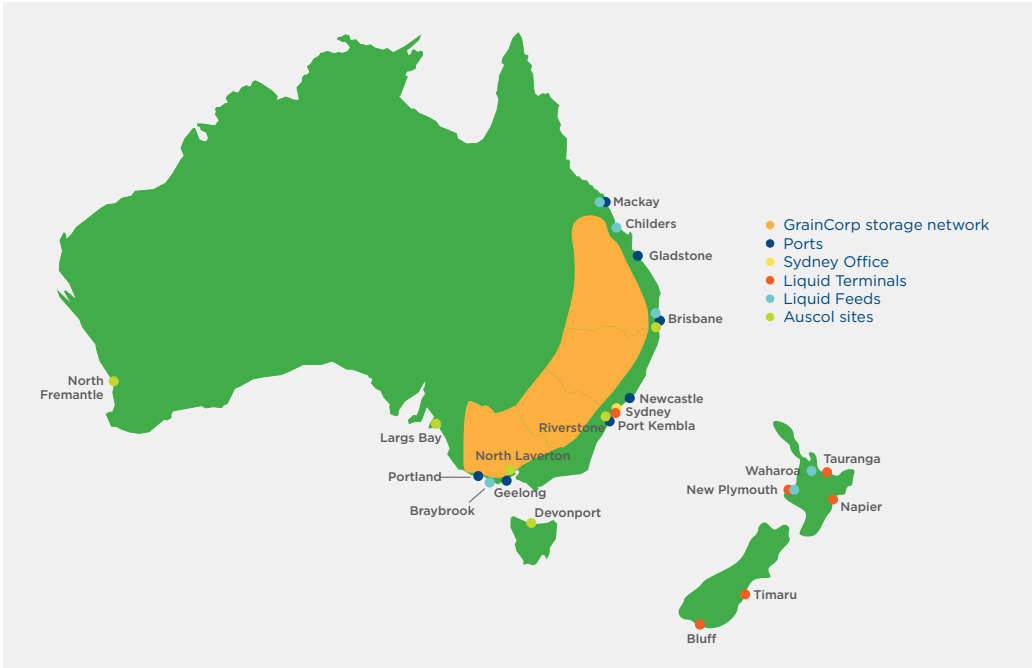 Mackay
Childers
Gladstone
GrainCorp storage network
Ports
Sydney Office
Liquid Terminals
Liquid Feeds
Auscol sites
Brisbane
North
Fremantle
Newcastle
Sydney
Port Kembla
Riverstone
Largs Bay
North Laverton
Portland
Geelong
Braybrook
Devonport
Tauranga
Waharoa
New Plymouth
Napier
Timaru
Bluff